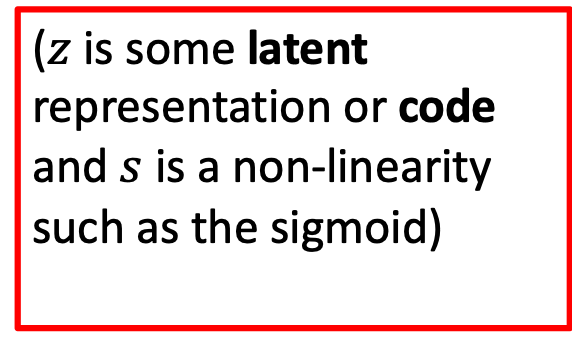 (z is some latent
representation or code
and s is a non-linearity
such as the sigmoid)